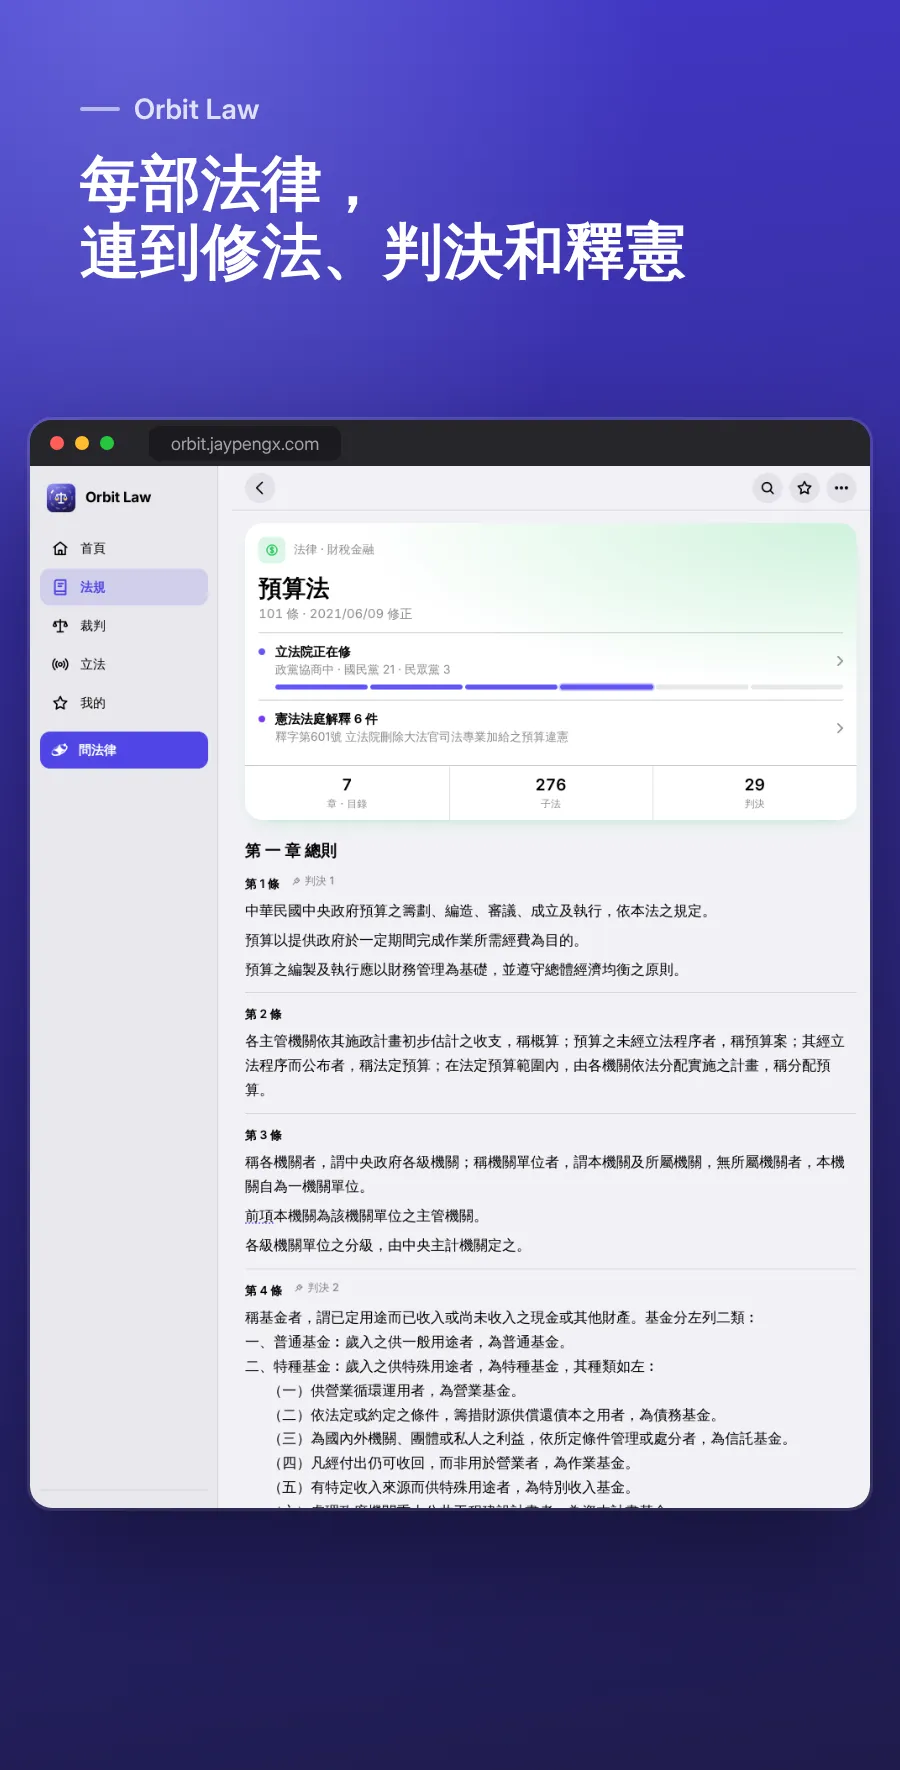 Orbit Law
每部法律，
連到修法、判決和釋憲
orbit.jaypengx.com
Orbit Law
首頁
法規
裁判
立法
我的
問法律
法律 · 財稅金融
預算法
101 條 · 2021/06/09 修正
立法院正在修
政黨協商中 · 國民黨 21 · 民眾黨 3
憲法法庭解釋 6 件
釋字第601號 立法院刪除大法官司法專業加給之預算違憲
7
章 · 目錄
276
子法
29
判決
第 一 章 總則
第 1 條 判決 1
中華民國中央政府預算之籌劃、編造、審議、成立及執行，依本法之規定。
預算以提供政府於一定期間完成作業所需經費為目的。
預算之編製及執行應以財務管理為基礎，並遵守總體經濟均衡之原則。
第 2 條
各主管機關依其施政計畫初步估計之收支，稱概算；預算之未經立法程序者，稱預算案；其經立
法程序而公布者，稱法定預算；在法定預算範圍內，由各機關依法分配實施之計畫，稱分配預
算。
第 3 條
稱各機關者，謂中央政府各級機關；稱機關單位者，謂本機關及所屬機關，無所屬機關者，本機
關自為一機關單位。
前項本機關為該機關單位之主管機關。
各級機關單位之分級，由中央主計機關定之。
第 4 條 判決 2
稱基金者，謂已定用途而已收入或尚未收入之現金或其他財產。基金分左列二類：
一、普通基金：歲入之供一般用途者，為普通基金。
二、特種基金：歲入之供特殊用途者，為特種基金，其種類如左：
（一）供營業循環運用者，為營業基金。
（二）依法定或約定之條件，籌措財源供償還債本之用者，為債務基金。
（三）為國內外機關、團體或私人之利益，依所定條件管理或處分者，為信託基金。
（四）凡經付出仍可收回，而非用於營業者，為作業基金。
（五）有特定收入來源而供特殊用途者，為特別收入基金。